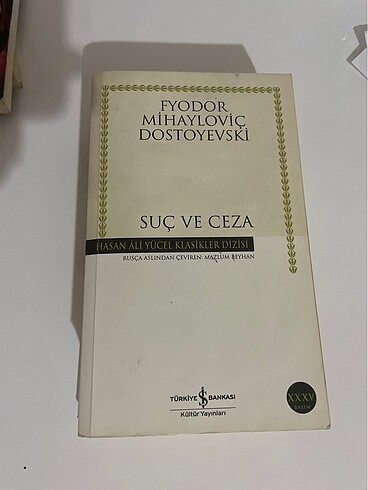 FYODOR
MİHAYLOVİÇ
DOSTOYEVSKİ
SUÇ VE CEZA
HASAN ÂLİ YÜCEL KLASİKLER DİZİSİ
RUSÇA ASLINDAN ÇEVİREN: MAZLUM BEYHAN
TÜRKİYE İŞ BANKASI
Kültür Yayınları
XXXV
BASIM